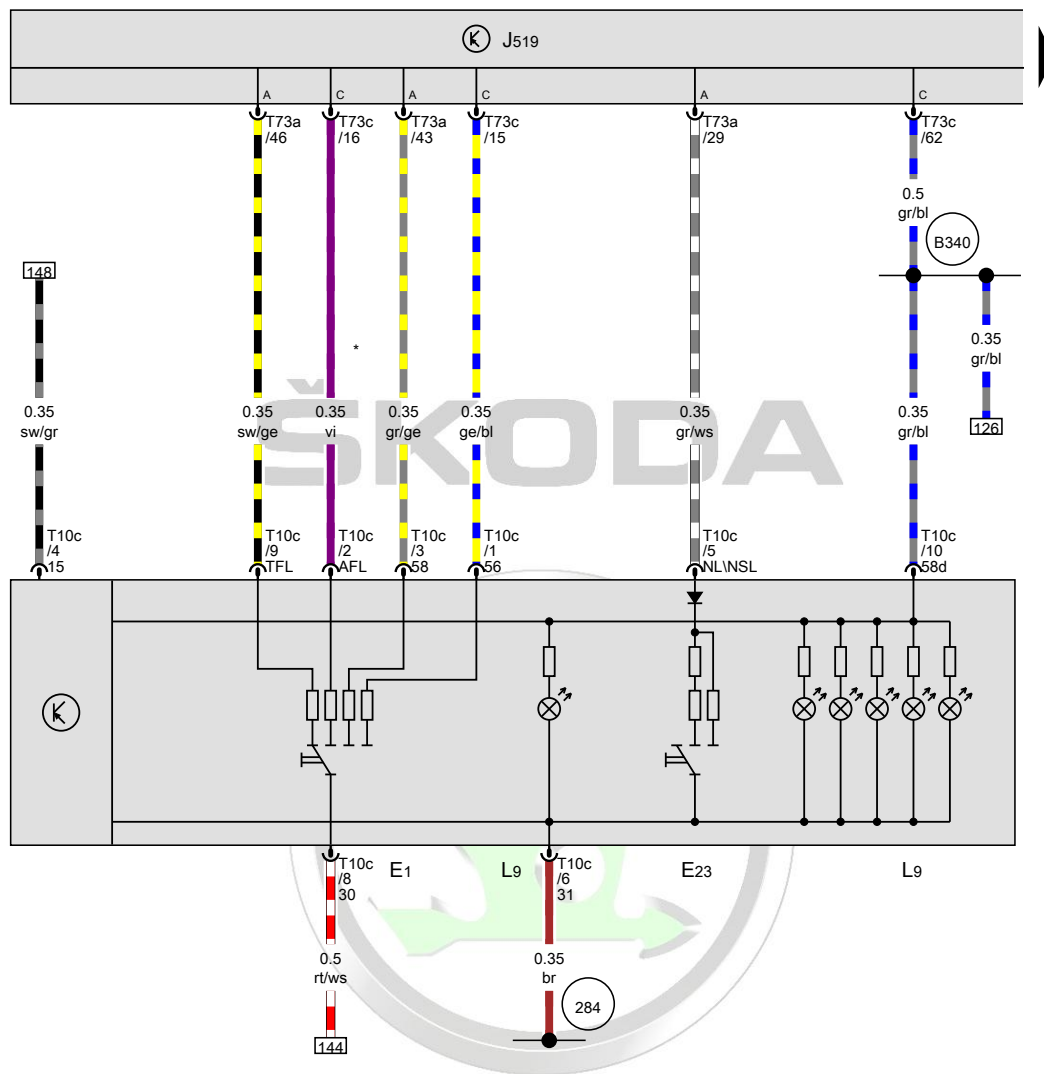 J519
A C A C A C
T73a
/46
T73c
/16
T73a
/43
T73c
/15
T73a
/29
T73c
/62
0.5
gr/bl
B340
148
*
0.35
gr/bl
126
0.35
sw/gr
0.35
sw/ge
0.35
vi
0.35
gr/ge
0.35
ge/bl
0.35
gr/ws
0.35
gr/bl
ŠKODA
T10c
/4
15
T10c
/9
TFL
T10c
/2
AFL
T10c
/3
58
T10c
/1
56
T10c
/5
NL\NSL
T10c
/10
58d
T10c
/8
30
E1
L9
T10c
/6
31
E23
L9
0.5
rt/ws
0.35
br
284
144